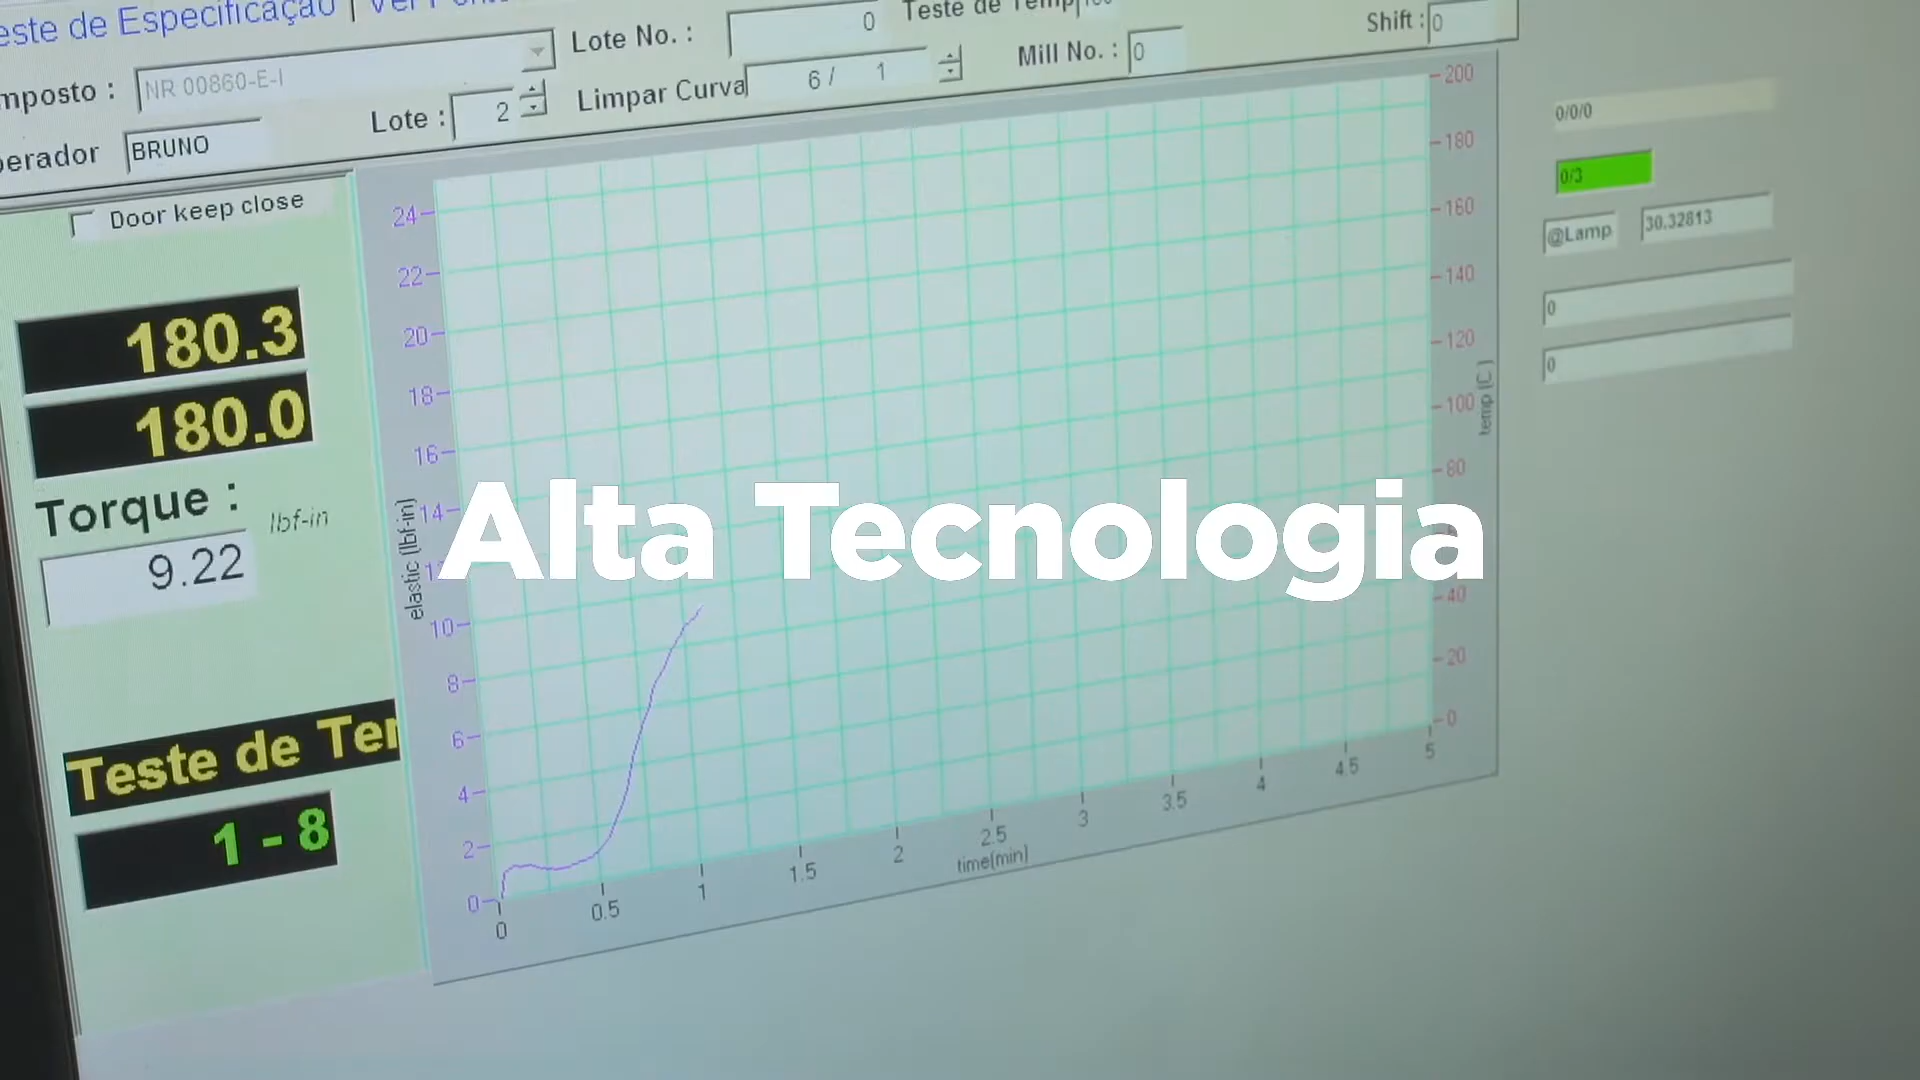 Teste de Especificação |
Lote No. : 0
Teste de
Shift : 0
mposto : NR 00860-E-I
Limpar Curva 6 / 1
Mill No. : 0
Lote : 2
perador BRUNO
Door keep close
180.3
180.0
Torque : lbf-in
9.22
Teste de Ter
1 - 8
Alta Tecnologia
elastic (lbf-in)
24
22
20
18
16
14
10
8
6
4
2
0
0 0.5 1 1.5 2 2.5 3 3.5 4 4.5 5
time(min)
200
180
160
140
120
100
80
40
20
0
temp (C )
0/0/0
0/3
@Lamp 30.32813
0
0